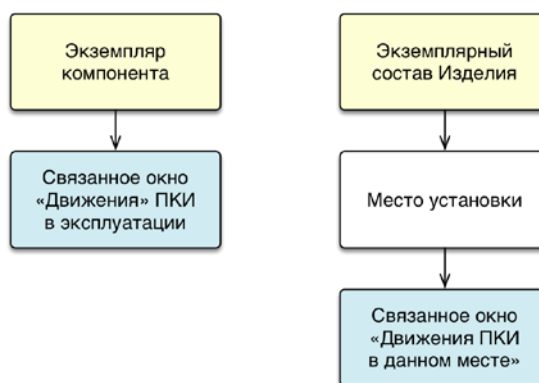 Экземпляр
компонента
Связанное окно
«Движения» ПКИ
в эксплуатации
Экземплярный
состав Изделия
Место установки
Связанное окно
«Движения ПКИ
в данном месте»